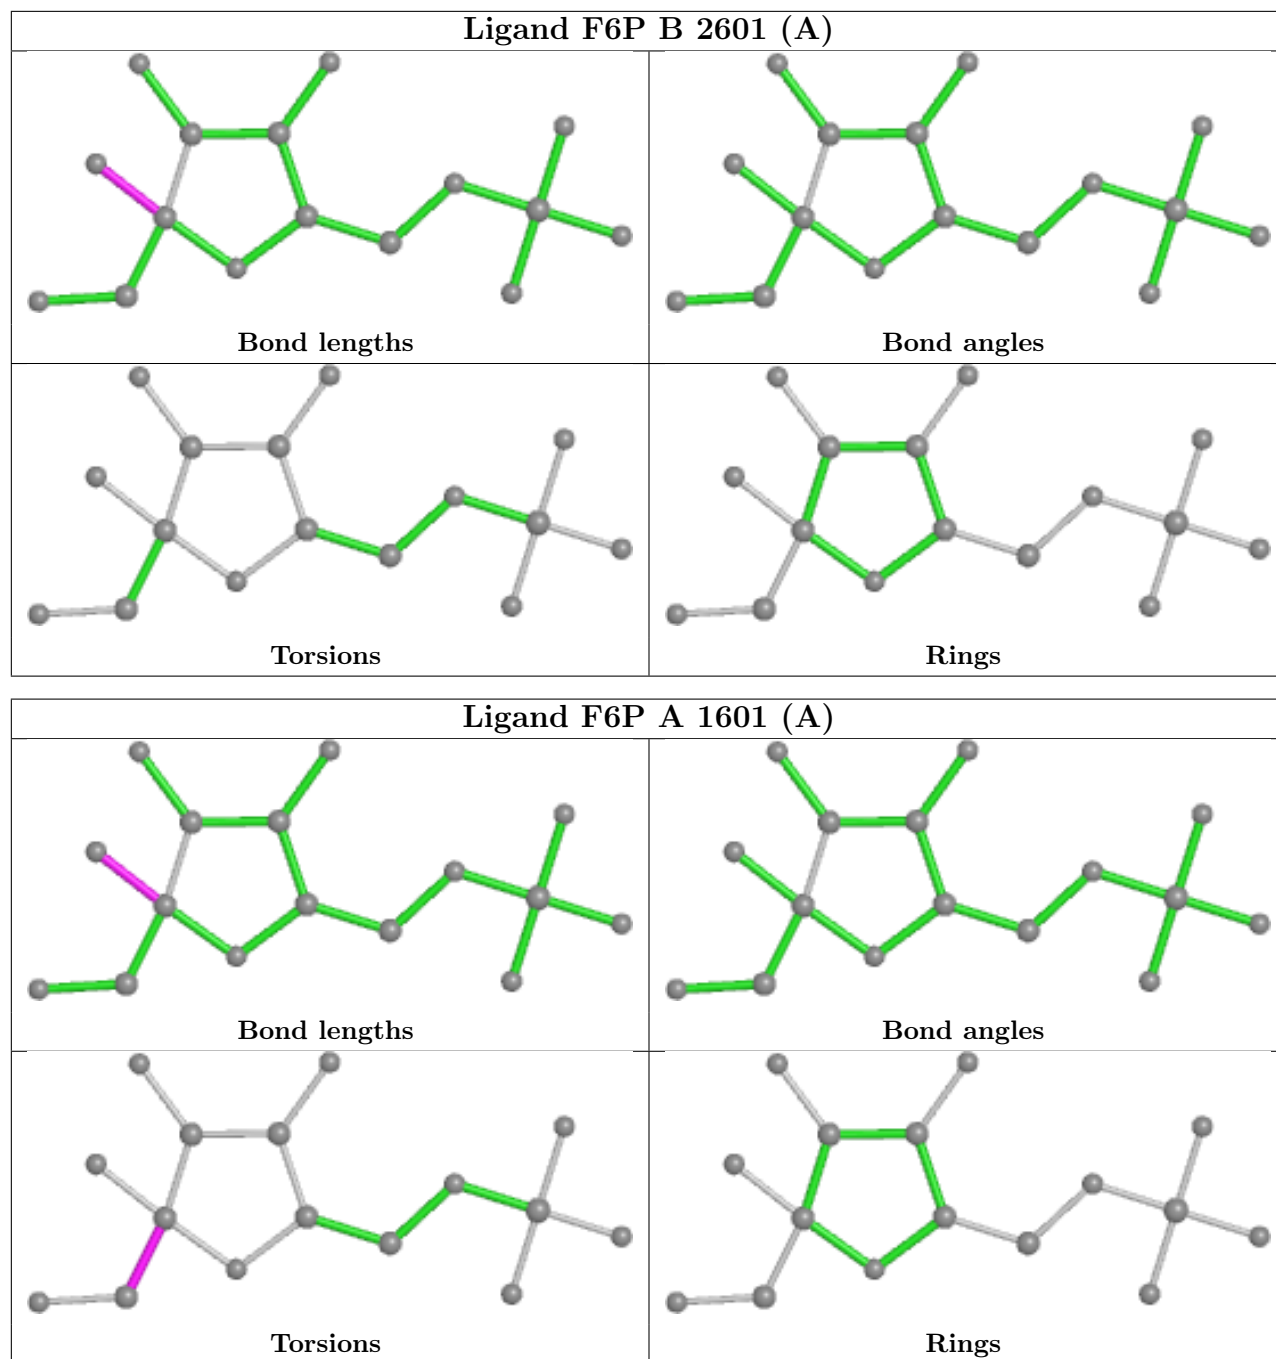 Ligand F6P B 2601 (A)
Bond lengths
Bond angles
Torsions
Rings
Ligand F6P A 1601 (A)
Bond lengths
Bond angles
Torsions
Rings